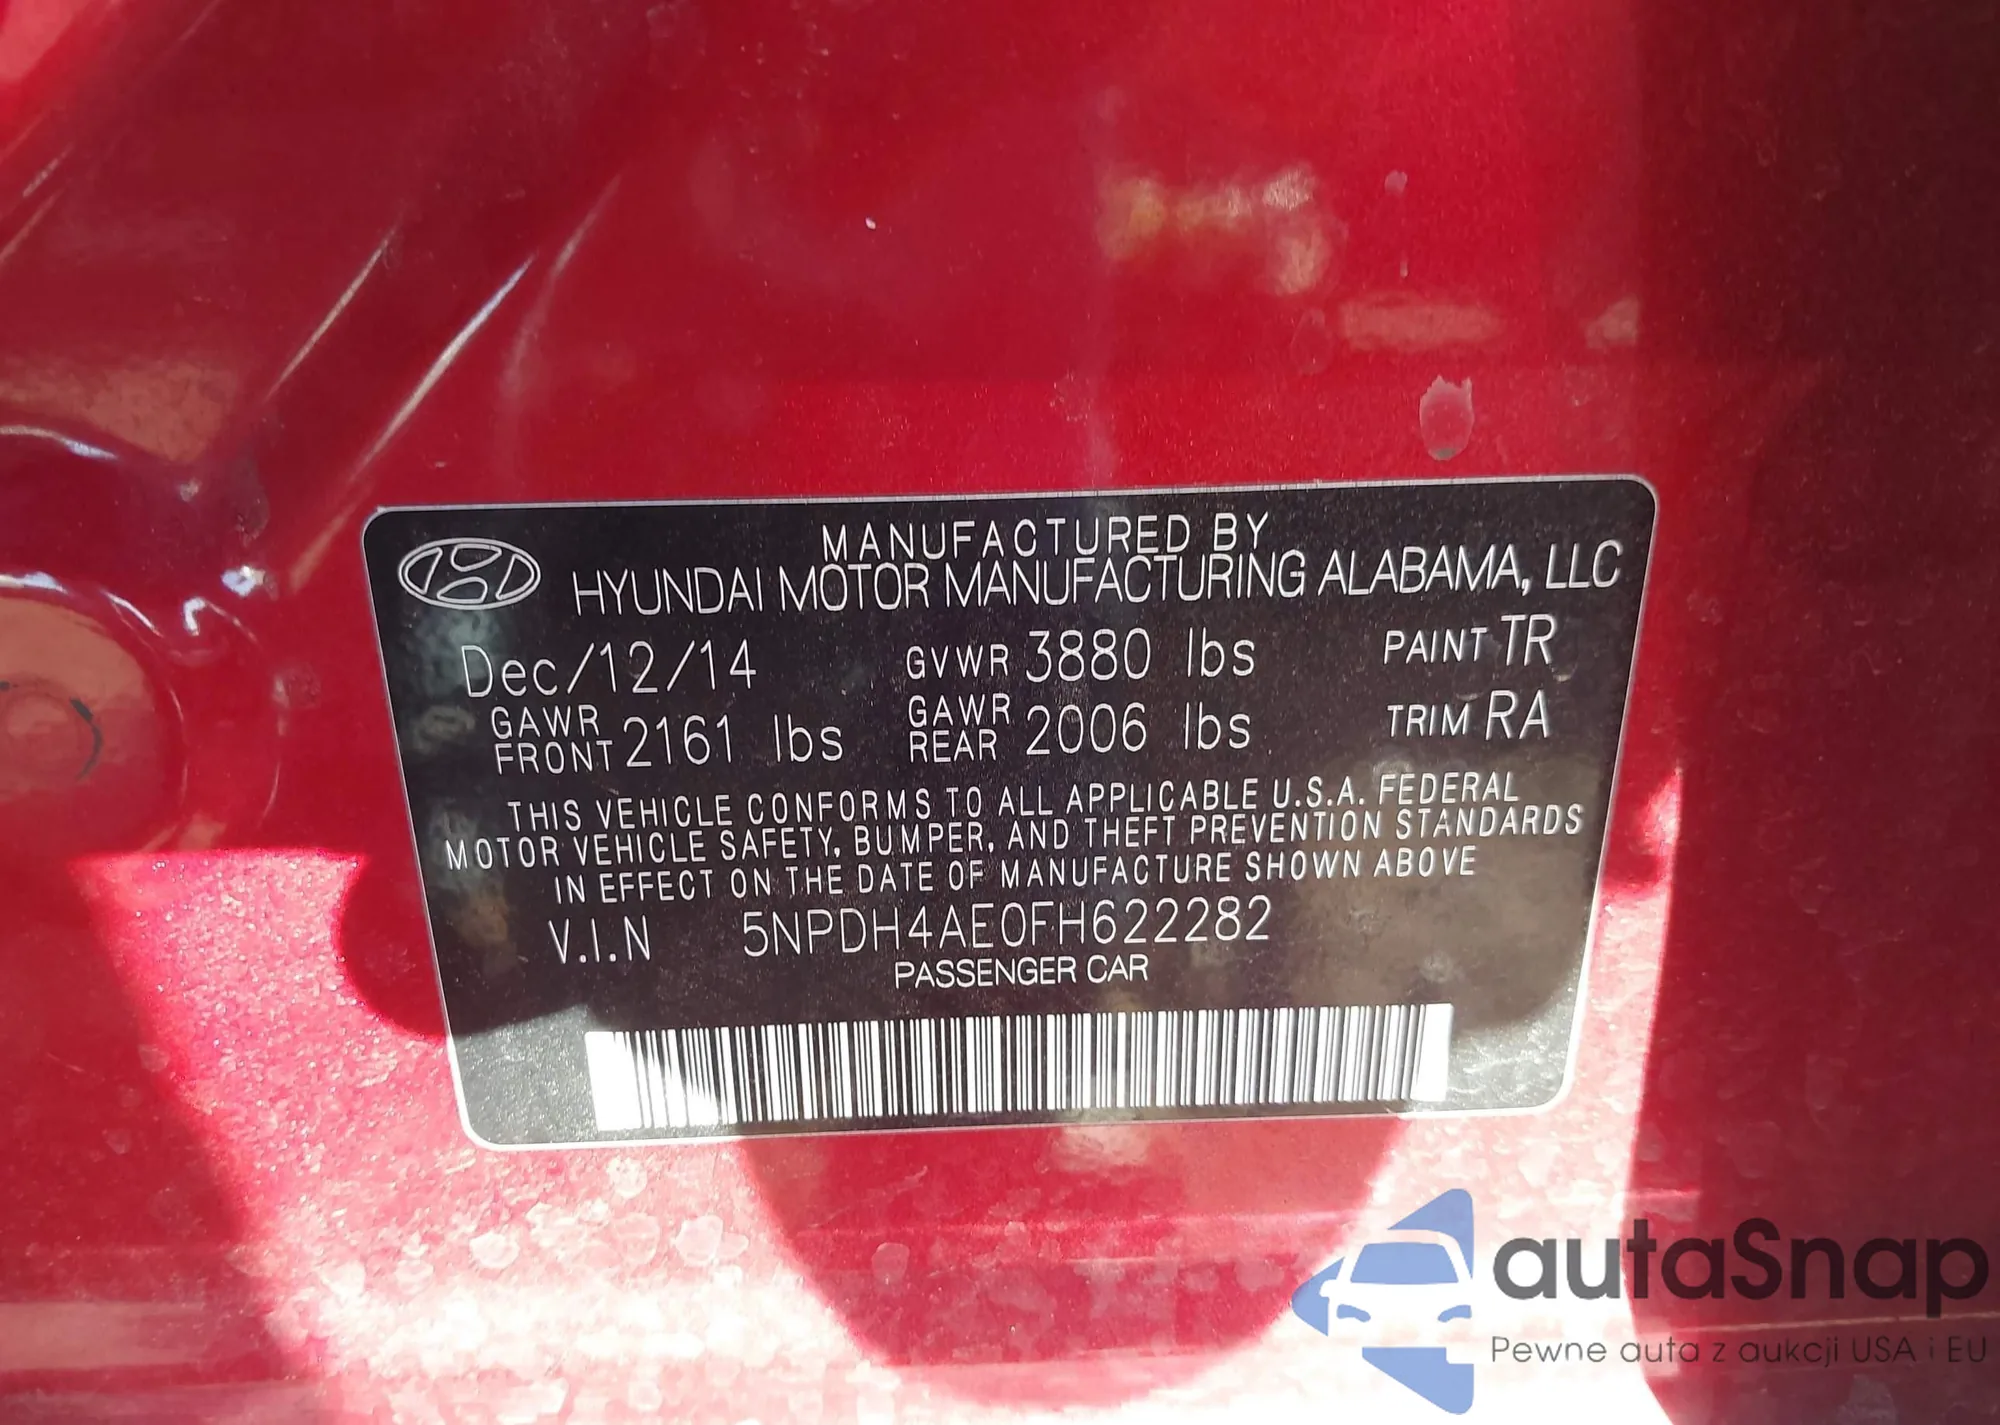 MANUFACTURED BY
HYUNDAI MOTOR MANUFACTURING ALABAMA, LLC
Dec/12/14 GVWR 3880 lbs PAINT TR
GAWR FRONT 2161 lbs GAWR REAR 2006 lbs TRIM RA
THIS VEHICLE CONFORMS TO ALL APPLICABLE U.S.A. FEDERAL
MOTOR VEHICLE SAFETY, BUMPER, AND THEFT PREVENTION STANDARDS
IN EFFECT ON THE DATE OF MANUFACTURE SHOWN ABOVE
V.I.N 5NPDH4AE0FH622282
PASSENGER CAR
autaSnap
Pewne auta z aukcji USA i EU